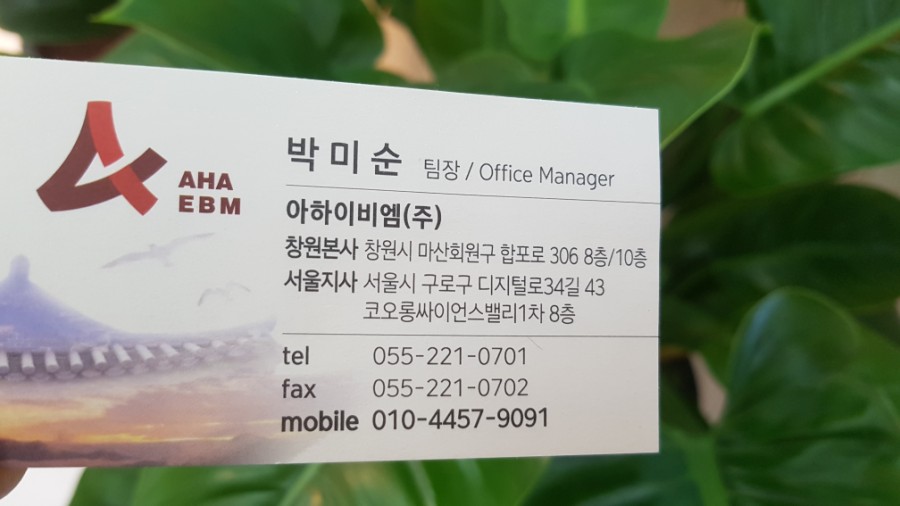 AHA
EBM
박미순 팀장 / Office Manager
아하이비엠(주)
창원본사 창원시 마산회원구 합포로 306 8층/10층
서울지사 서울시 구로구 디지털로34길 43
코오롱싸이언스밸리1차 8층
tel 055-221-0701
fax 055-221-0702
mobile 010-4457-9091